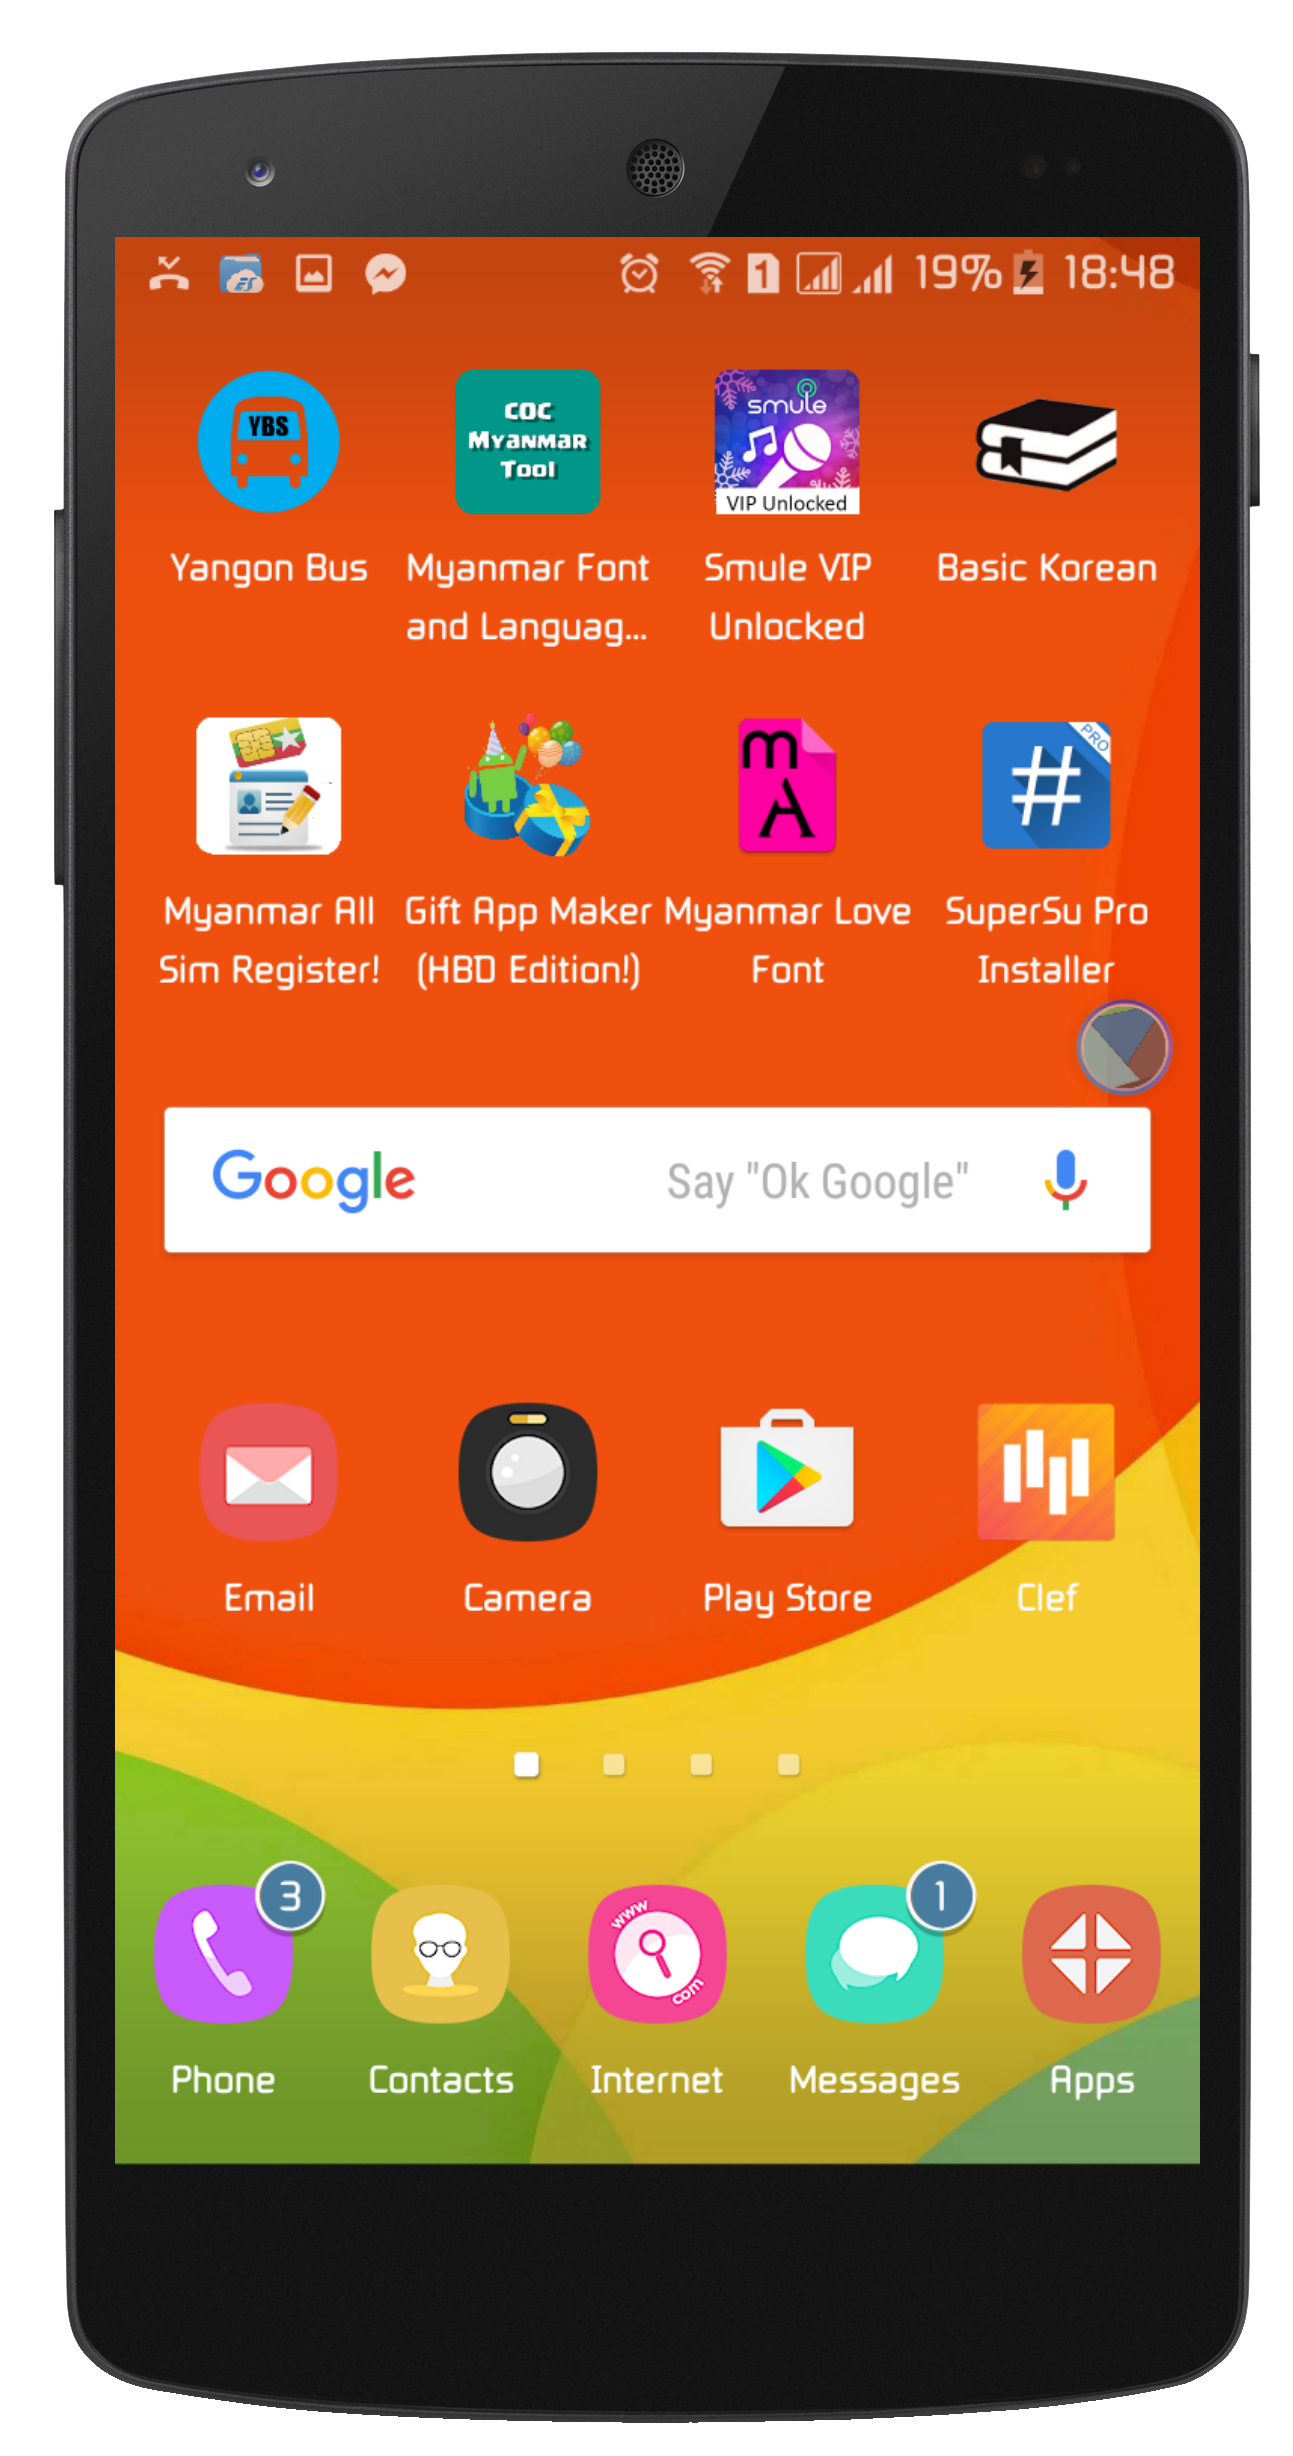 19% 18:48
YBS
COC
Myanmar
Tool
smule
VIP Unlocked
Yangon Bus
Myanmar Font
and Languag...
Smule VIP
Unlocked
Basic Korean
mA
PRO
#
Myanmar All
Sim Register!
Gift App Maker
(HBD Edition!)
Myanmar Love
Font
SuperSu Pro
Installer
Google
Say "Ok Google"
Email
Camera
Play Store
Clef
3
www
com
1
Phone
Contacts
Internet
Messages
Apps